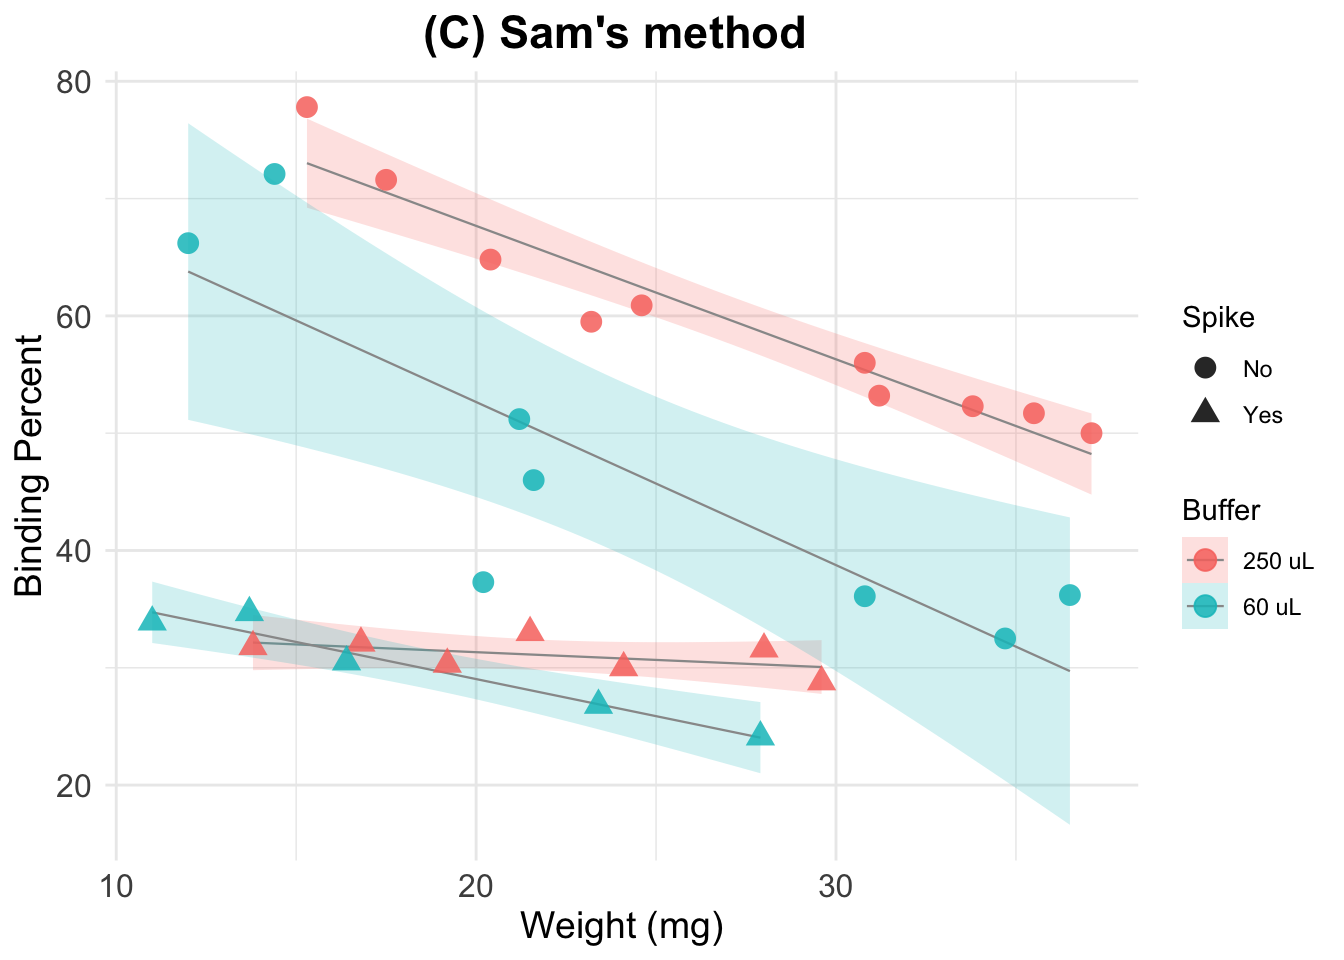 (C) Sam's method
80
60
40
20
10 20 30
Binding Percent
Weight (mg)
Spike
No
Yes
Buffer
250 uL
60 uL